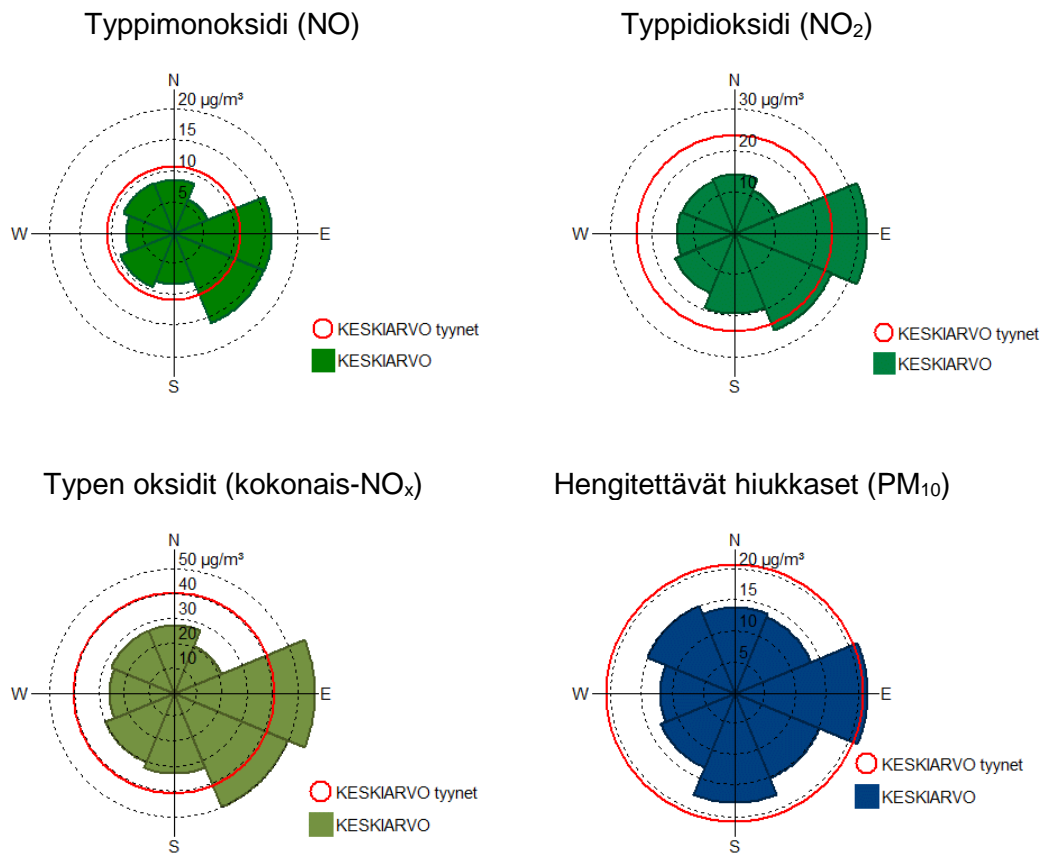 Typpimonoksidi (NO)
N
20 µg/m³
15
10
5
W
E
S
KESKIARVO tyynet
KESKIARVO
Typpidioksidi (NO₂)
N
30 µg/m³
20
10
W
E
S
KESKIARVO tyynet
KESKIARVO
Typen oksidit (kokonais-NOₓ)
N
50 µg/m³
40
30
20
10
W
E
S
KESKIARVO tyynet
KESKIARVO
Hengitettävät hiukkaset (PM₁₀)
N
20 µg/m³
15
10
5
W
E
S
KESKIARVO tyynet
KESKIARVO